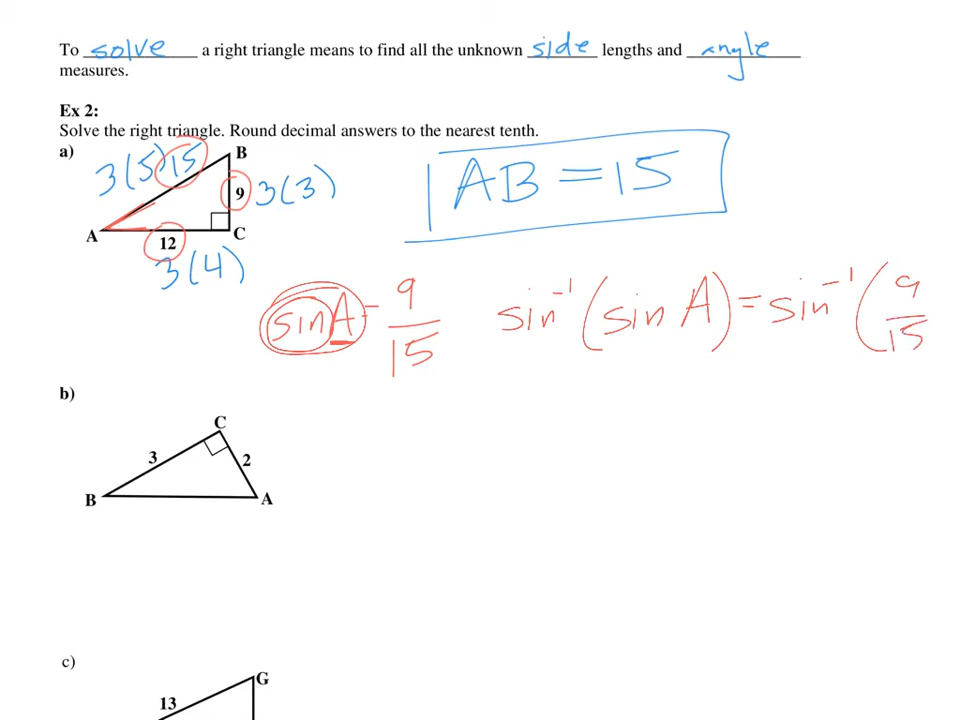 To solve a right triangle means to find all the unknown side lengths and angle
measures.
Ex 2:
Solve the right triangle. Round decimal answers to the nearest tenth.
a)
3(5) 15
B
9 3(3)
A
12
C
3(4)
AB = 15
sin A = 9/15
sin⁻¹(sin A) = sin⁻¹(9/15
b)
C
3
2
B
A
c)
G
13